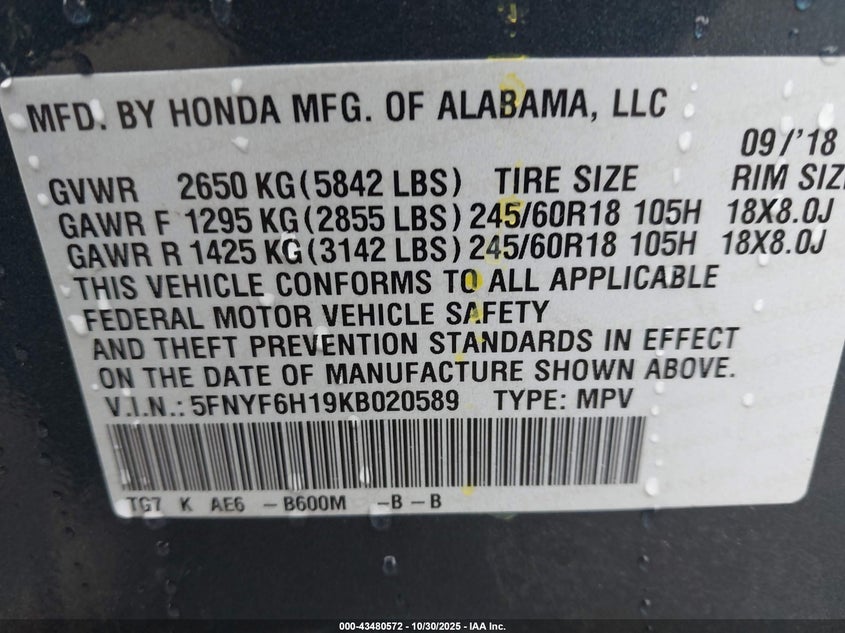 MFD. BY HONDA MFG. OF ALABAMA, LLC
09/'18
GVWR 2650 KG (5842 LBS) TIRE SIZE RIM SIZ
GAWR F 1295 KG (2855 LBS) 245/60R18 105H 18X8.0J
GAWR R 1425 KG (3142 LBS) 245/60R18 105H 18X8.0J
THIS VEHICLE CONFORMS TO ALL APPLICABLE
FEDERAL MOTOR VEHICLE SAFETY
AND THEFT PREVENTION STANDARDS IN EFFECT
ON THE DATE OF MANUFACTURE SHOWN ABOVE.
V.I.N.: 5FNYF6H19KB020589 TYPE: MPV
TG7 K AE6 - B600M - B - B
000-43480572 - 10/30/2025 - IAA Inc.